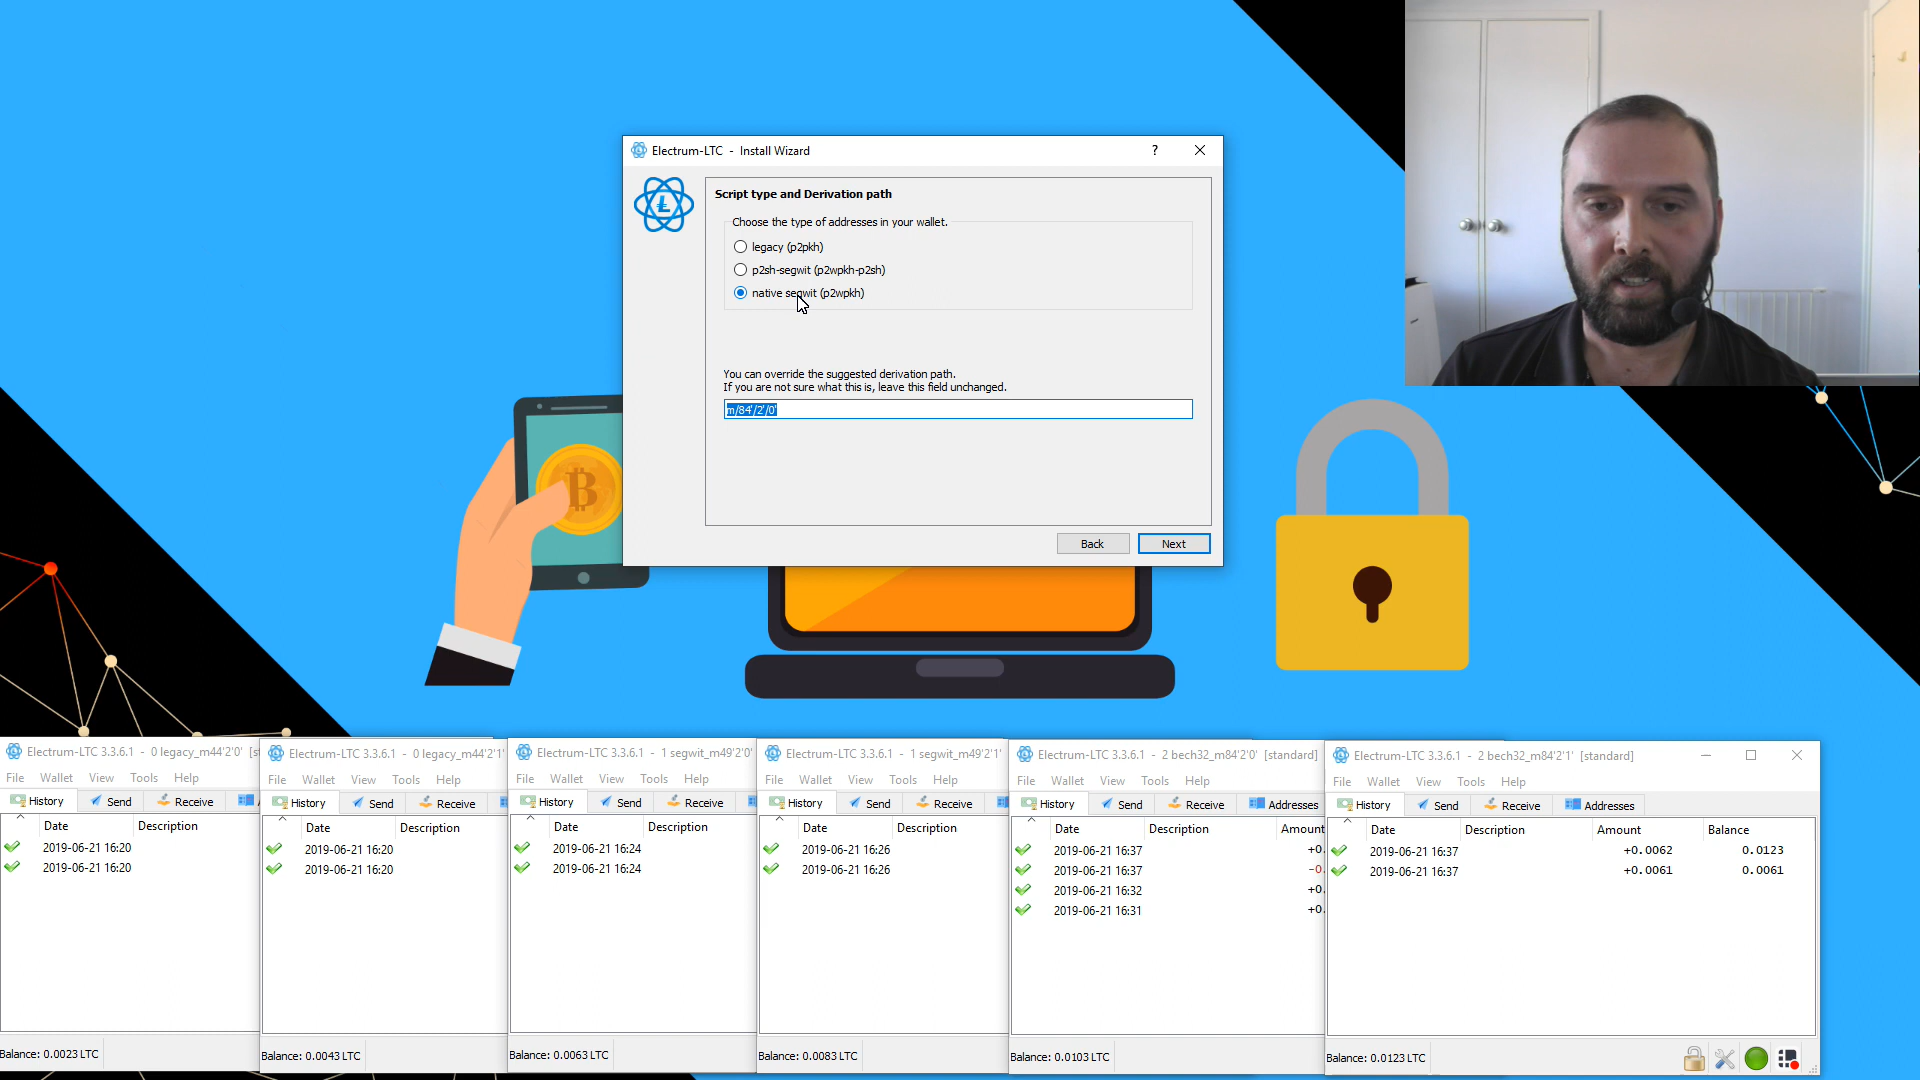 Electrum-LTC - Install Wizard
?
Script type and Derivation path
Choose the type of addresses in your wallet.
legacy (p2pkh)
p2sh-segwit (p2wpkh-p2sh)
native segwit (p2wpkh)
You can override the suggested derivation path.
If you are not sure what this is, leave this field unchanged.
m/84'/2'/0'
Back
Next
Electrum-LTC 3.3.6.1 - 0 legacy_m44'2'0' [st
File Wallet View Tools Help
History Send Receive
Date Description
2019-06-21 16:20
2019-06-21 16:20
Balance: 0.0023 LTC
Electrum-LTC 3.3.6.1 - 0 legacy_m44'2'1'
File Wallet View Tools Help
History Send Receive
Date Description
2019-06-21 16:20
2019-06-21 16:20
Balance: 0.0043 LTC
Electrum-LTC 3.3.6.1 - 1 segwit_m49'2'0'
File Wallet View Tools Help
History Send Receive
Date Description
2019-06-21 16:24
2019-06-21 16:24
Balance: 0.0063 LTC
Electrum-LTC 3.3.6.1 - 1 segwit_m49'2'1'
File Wallet View Tools Help
History Send Receive
Date Description
2019-06-21 16:26
2019-06-21 16:26
Balance: 0.0083 LTC
Electrum-LTC 3.3.6.1 - 2 bech32_m84'2'0' [standard]
File Wallet View Tools Help
History Send Receive Addresses
Date Description Amount
2019-06-21 16:37 +0.
2019-06-21 16:37 -0.
2019-06-21 16:32 +0.
2019-06-21 16:31 +0.
Balance: 0.0103 LTC
Electrum-LTC 3.3.6.1 - 2 bech32_m84'2'1' [standard]
File Wallet View Tools Help
History Send Receive Addresses
Date Description Amount Balance
2019-06-21 16:37 +0.0062 0.0123
2019-06-21 16:37 +0.0061 0.0061
Balance: 0.0123 LTC